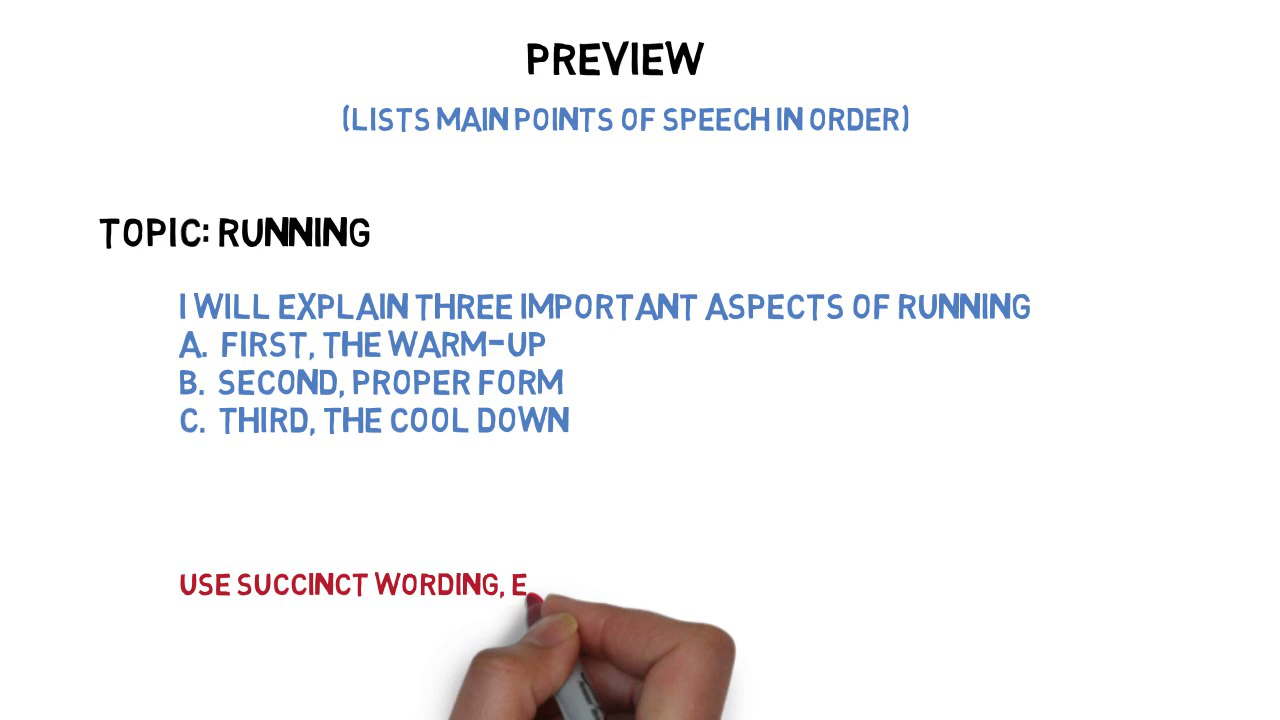 PREVIEW
(LISTS MAIN POINTS OF SPEECH IN ORDER)
TOPIC: RUNNING
I WILL EXPLAIN THREE IMPORTANT ASPECTS OF RUNNING
A. FIRST, THE WARM-UP
B. SECOND, PROPER FORM
C. THIRD, THE COOL DOWN
USE SUCCINCT WORDING, E